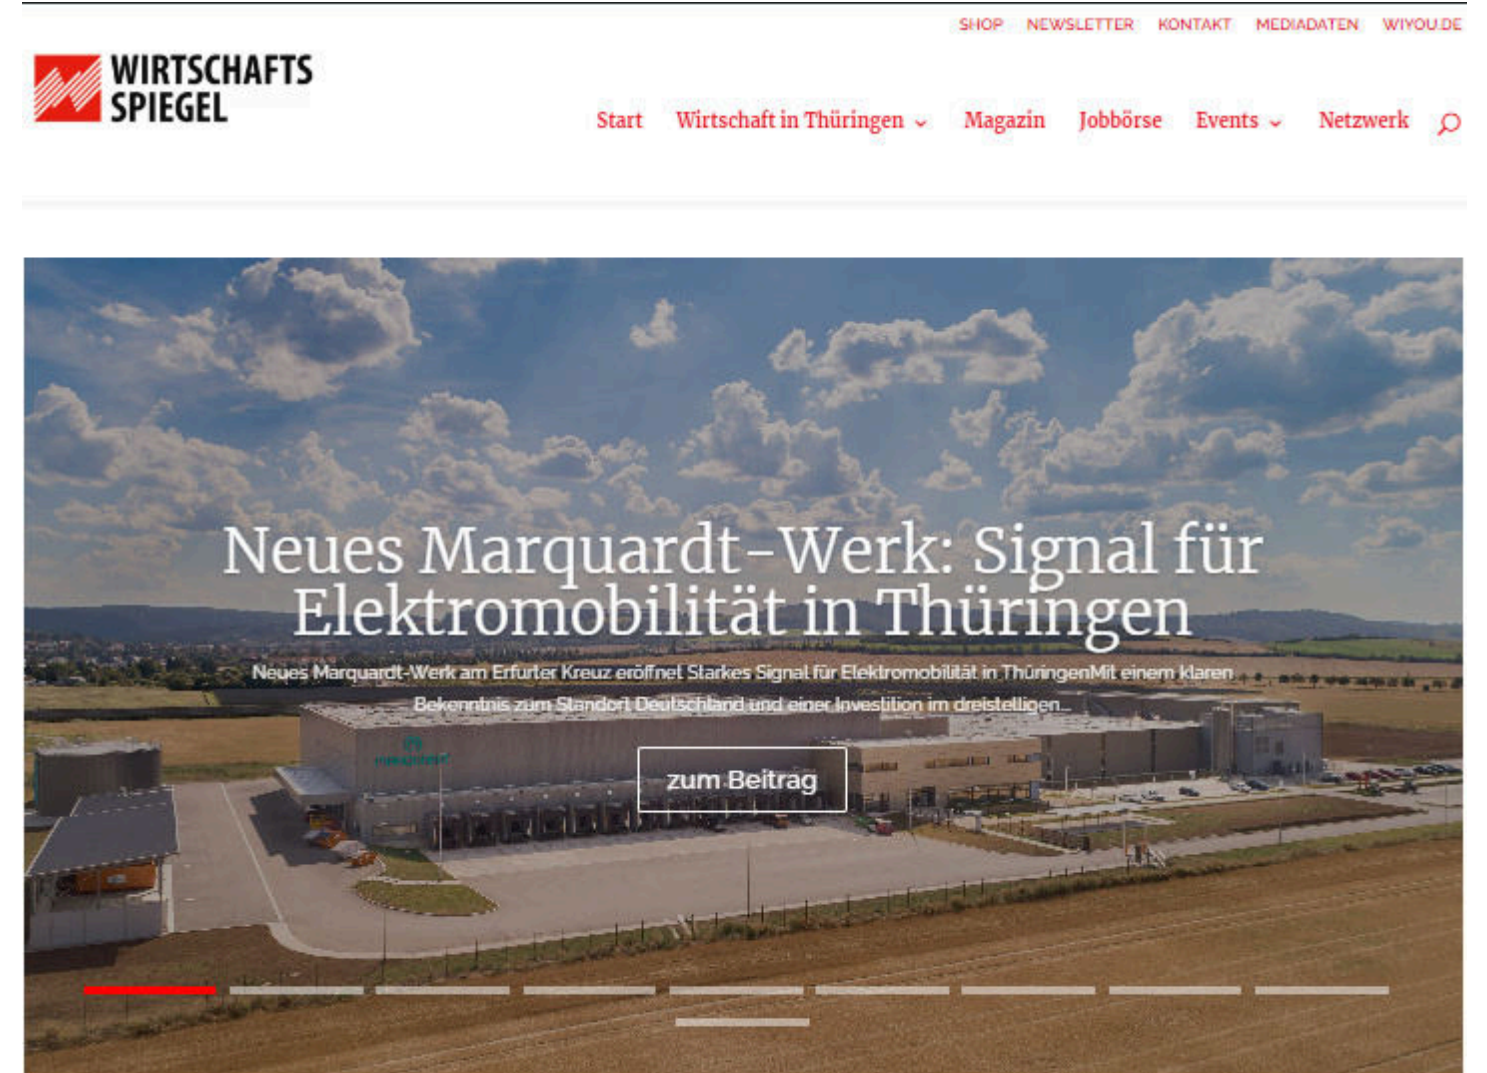 SHOP NEWSLETTER KONTAKT MEDIADATEN WIYOU.DE
WIRTSCHAFTS
SPIEGEL
Start Wirtschaft in Thüringen Magazin Jobbörse Events Netzwerk
Neues Marquardt-Werk: Signal für
Elektromobilität in Thüringen
Neues Marquardt-Werk am Erfurter Kreuz eröffnet Starkes Signal für Elektromobilität in ThüringenMit einem klaren
Bekenntnis zum Standort Deutschland und einer Investition im dreistelligen...
zum Beitrag